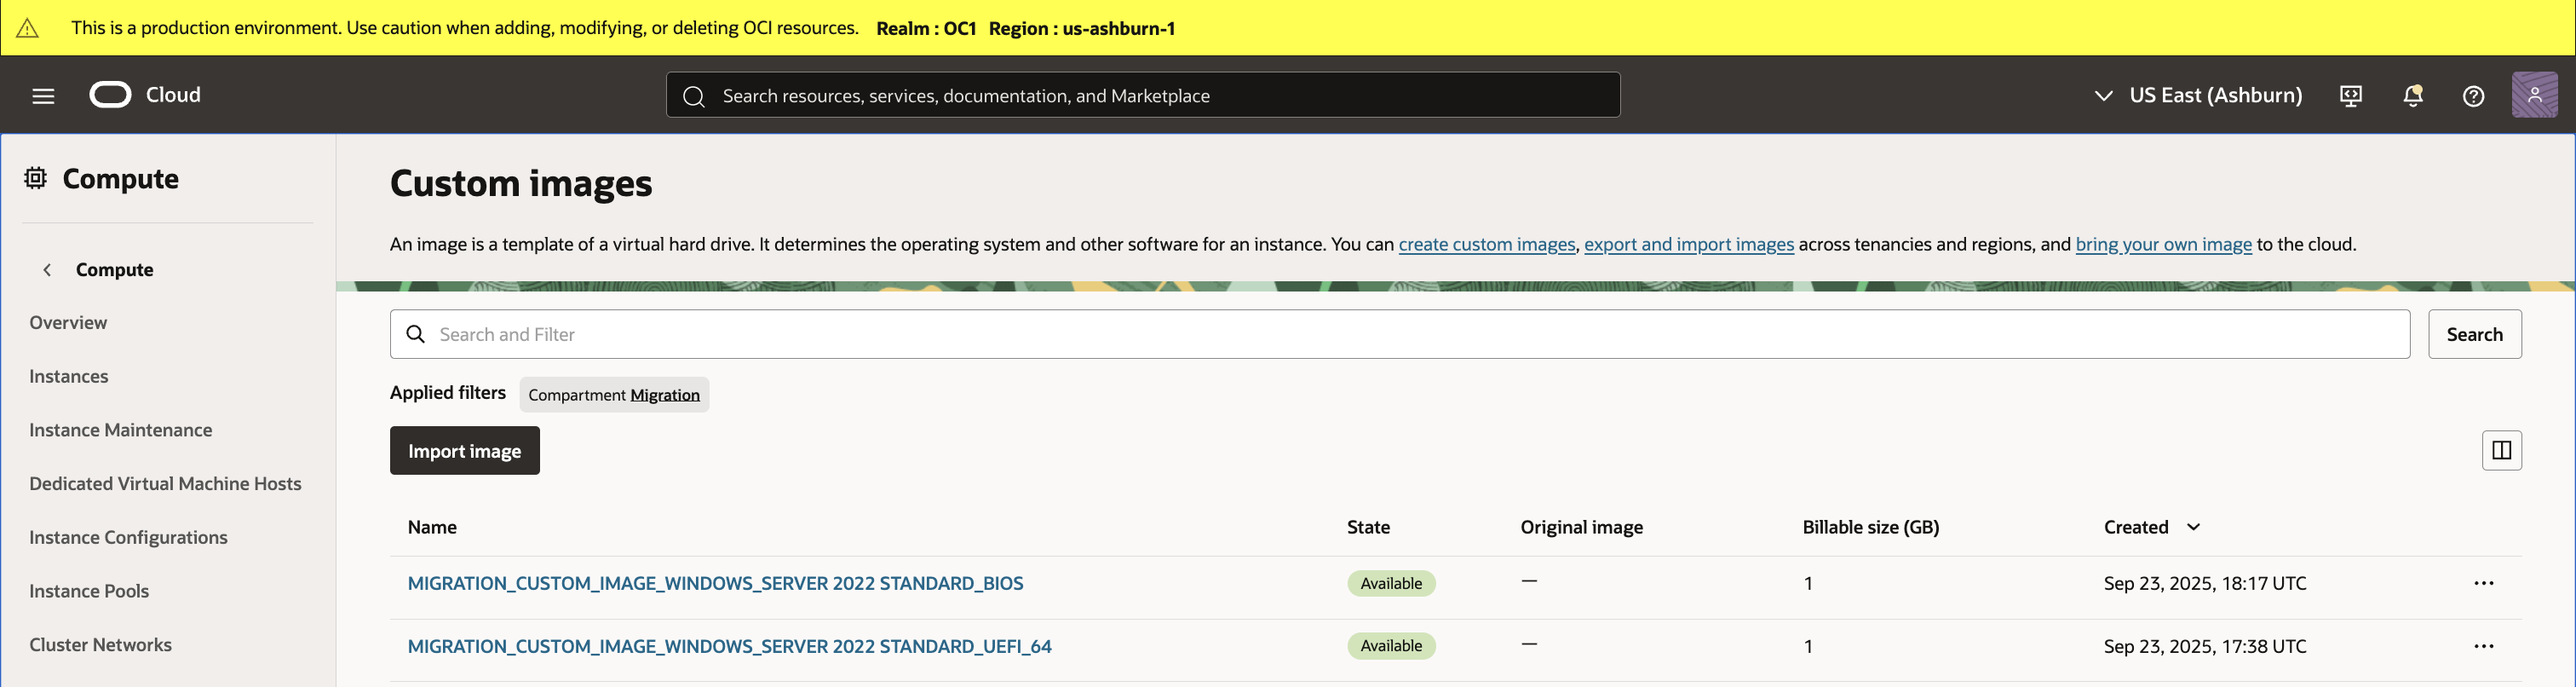 This is a production environment. Use caution when adding, modifying, or deleting OCI resources. Realm : OC1 Region : us-ashburn-1
Cloud
Search resources, services, documentation, and Marketplace
US East (Ashburn)
Compute
Compute
Overview
Instances
Instance Maintenance
Dedicated Virtual Machine Hosts
Instance Configurations
Instance Pools
Cluster Networks
Custom images
An image is a template of a virtual hard drive. It determines the operating system and other software for an instance. You can create custom images, export and import images across tenancies and regions, and bring your own image to the cloud.
Search and Filter
Search
Applied filters Compartment Migration
Import image
Name State Original image Billable size (GB) Created
MIGRATION_CUSTOM_IMAGE_WINDOWS_SERVER 2022 STANDARD_BIOS Available — 1 Sep 23, 2025, 18:17 UTC
MIGRATION_CUSTOM_IMAGE_WINDOWS_SERVER 2022 STANDARD_UEFI_64 Available — 1 Sep 23, 2025, 17:38 UTC